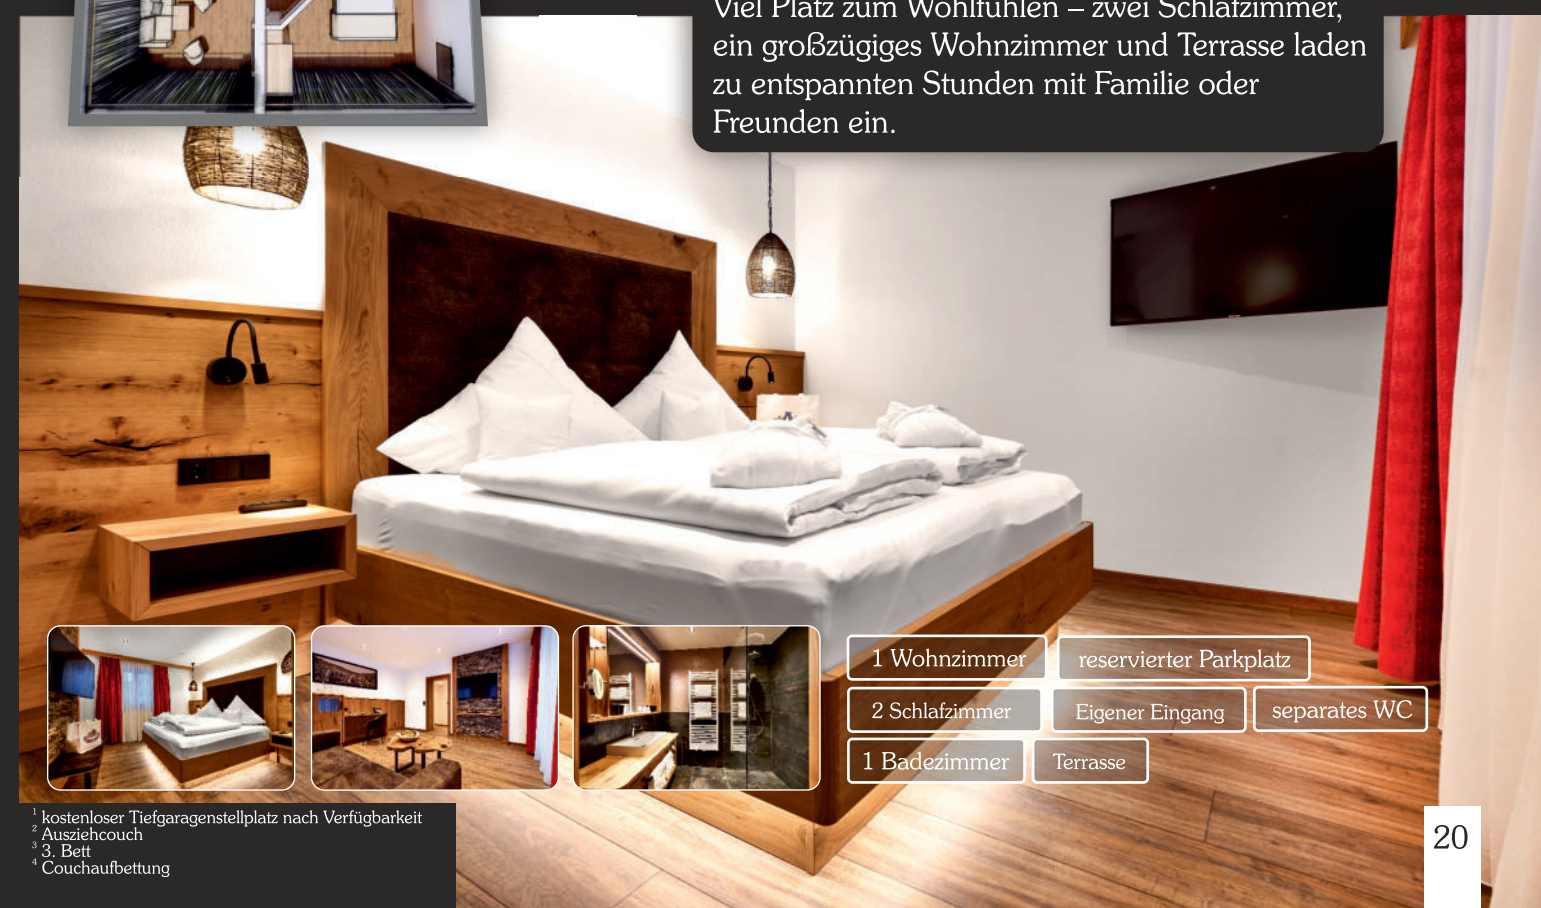 Viel Platz zum Wohlfühlen – zwei Schlafzimmer,
ein großzügiges Wohnzimmer und Terrasse laden
zu entspannten Stunden mit Familie oder
Freunden ein.
1 Wohnzimmer
reservierter Parkplatz
2 Schlafzimmer
Eigener Eingang
separates WC
1 Badezimmer
Terrasse
1 kostenloser Tiefgaragenstellplatz nach Verfügbarkeit
2 Ausziehcouch
3 3. Bett
4 Couchaufbettung
20